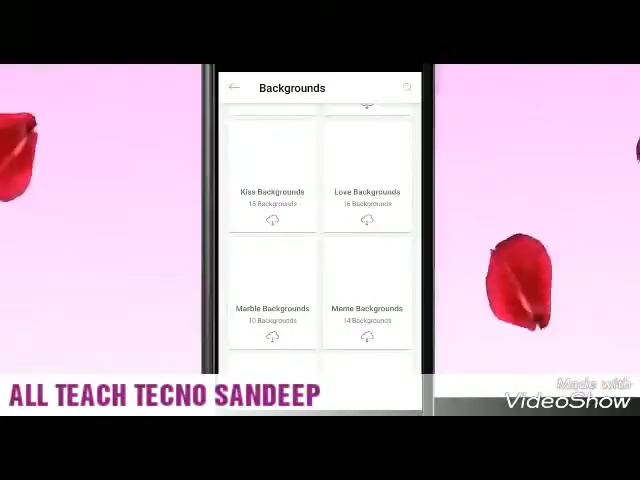 Backgrounds
Kiss Backgrounds
15 Backgrounds
Love Backgrounds
16 Backgrounds
Marble Backgrounds
10 Backgrounds
Meme Backgrounds
14 Backgrounds
ALL TEACH TECNO SANDEEP
Made with
VideoShow